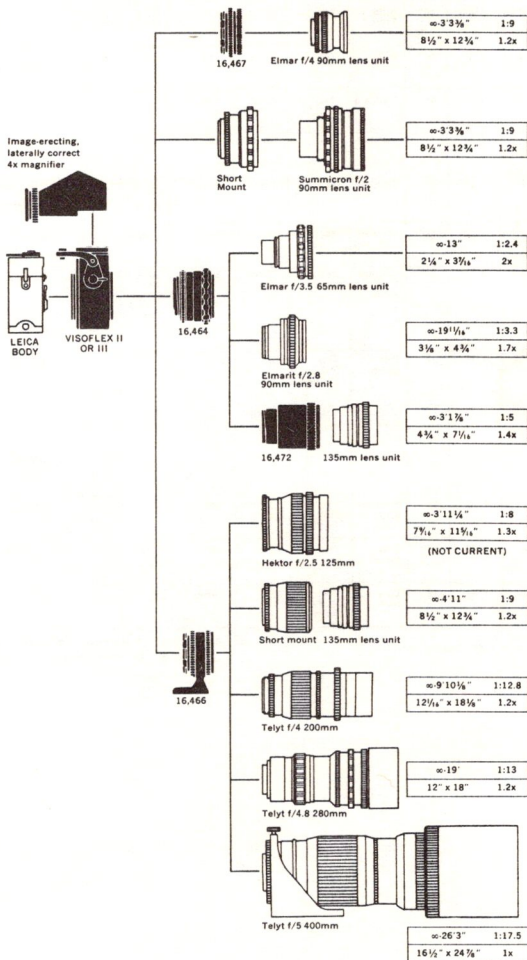 ∞-3'3⅜" 1:9
8½" x 12¾" 1.2x
16,467
Elmar f/4 90mm lens unit
Image-erecting,
laterally correct
4x magnifier
∞-3'3⅜" 1:9
8½" x 12¾" 1.2x
Short
Mount
Summicron f/2
90mm lens unit
LEICA
BODY
VISOFLEX II
OR III
16,464
∞-13" 1:2.4
2¼" x 3⁷⁄₁₆" 2x
Elmar f/3.5 65mm lens unit
∞-19¹¹⁄₁₆" 1:3.3
3⅛" x 4¾" 1.7x
Elmarit f/2.8
90mm lens unit
∞-3'1⅞" 1:5
4¾" x 7¹⁄₁₆" 1.4x
16,472
135mm lens unit
∞-3'11¼" 1:8
7⁹⁄₁₆" x 11⁵⁄₁₆" 1.3x
(NOT CURRENT)
Hektor f/2.5 125mm
∞-4'11" 1:9
8½" x 12¾" 1.2x
Short mount 135mm lens unit
16,466
∞-9'10⅛" 1:12.8
12¹⁄₁₆" x 18⅛" 1.2x
Telyt f/4 200mm
∞-19' 1:13
12" x 18" 1.2x
Telyt f/4.8 280mm
Telyt f/5 400mm
∞-26'3" 1:17.5
16½" x 24⅞" 1x